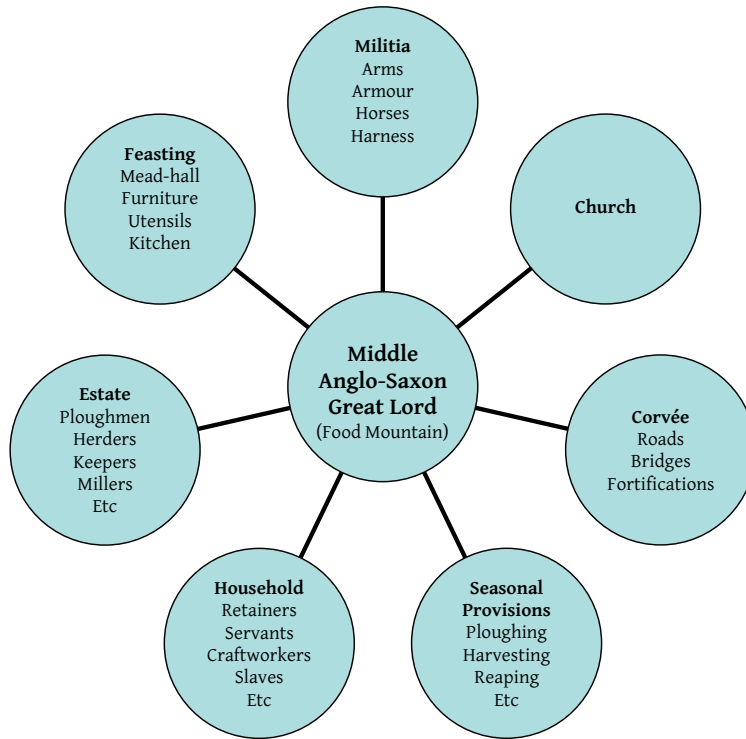 Militia
Arms
Armour
Horses
Harness
Church
Corvée
Roads
Bridges
Fortifications
Seasonal
Provisions
Ploughing
Harvesting
Reaping
Etc
Household
Retainers
Servants
Craftworkers
Slaves
Etc
Estate
Ploughmen
Herders
Keepers
Millers
Etc
Feasting
Mead-hall
Furniture
Utensils
Kitchen
Middle
Anglo-Saxon
Great Lord
(Food Mountain)